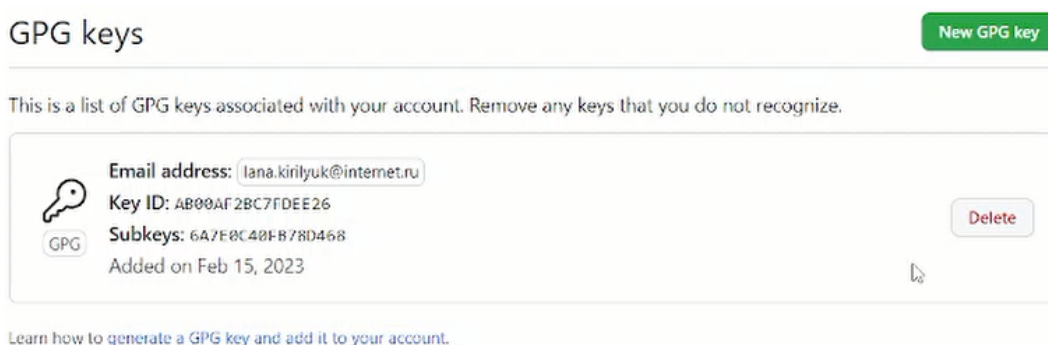 GPG keys
New GPG key
This is a list of GPG keys associated with your account. Remove any keys that you do not recognize.
Email address: lana.kirilyuk@internet.ru
Key ID: AB00AF2BC7FDEE26
Subkeys: 6A7E0C40FB78D468
GPG
Added on Feb 15, 2023
Delete
Learn how to generate a GPG key and add it to your account.